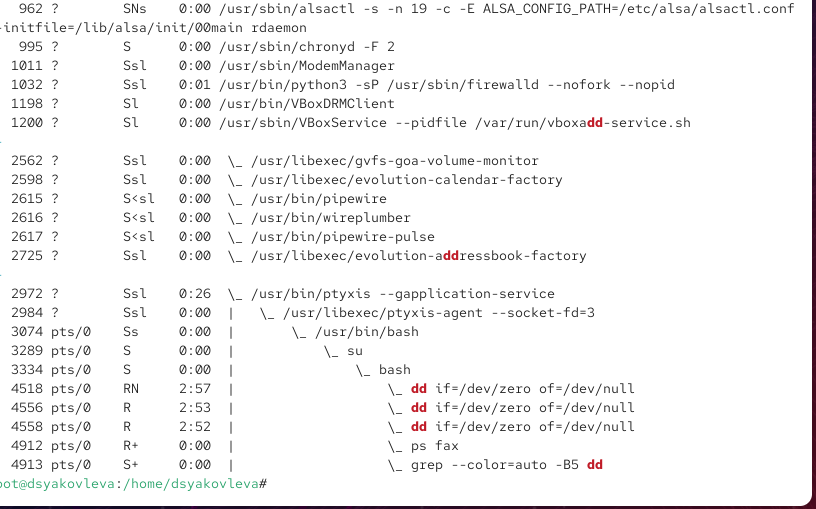 962 ?        SNs    0:00 /usr/sbin/alsactl -s -n 19 -c -E ALSA_CONFIG_PATH=/etc/alsa/alsactl.conf
-initfile=/lib/alsa/init/00main rdaemon
995 ?        S      0:00 /usr/sbin/chronyd -F 2
1011 ?        Ssl    0:00 /usr/sbin/ModemManager
1032 ?        Ssl    0:01 /usr/bin/python3 -sP /usr/sbin/firewalld --nofork --nopid
1198 ?        Sl     0:00 /usr/bin/VBoxDRMClient
1200 ?        Sl     0:00 /usr/sbin/VBoxService --pidfile /var/run/vboxadd-service.sh
2562 ?        Ssl    0:00  \_ /usr/libexec/gvfs-goa-volume-monitor
2598 ?        Ssl    0:00  \_ /usr/libexec/evolution-calendar-factory
2615 ?        S<sl   0:00  \_ /usr/bin/pipewire
2616 ?        S<sl   0:00  \_ /usr/bin/wireplumber
2617 ?        S<sl   0:00  \_ /usr/bin/pipewire-pulse
2725 ?        Ssl    0:00  \_ /usr/libexec/evolution-addressbook-factory
2972 ?        Ssl    0:26  \_ /usr/bin/ptyxis --gapplication-service
2984 ?        Ssl    0:00  |   \_ /usr/libexec/ptyxis-agent --socket-fd=3
3074 pts/0    Ss     0:00  |       \_ /usr/bin/bash
3289 pts/0    S      0:00  |           \_ su
3334 pts/0    S      0:00  |               \_ bash
4518 pts/0    RN     2:57  |                   \_ dd if=/dev/zero of=/dev/null
4556 pts/0    R      2:53  |                   \_ dd if=/dev/zero of=/dev/null
4558 pts/0    R      2:52  |                   \_ dd if=/dev/zero of=/dev/null
4912 pts/0    R+     0:00  |                   \_ ps fax
4913 pts/0    S+     0:00  |                   \_ grep --color=auto -B5 dd
oot@dsyakovleva:/home/dsyakovleva#